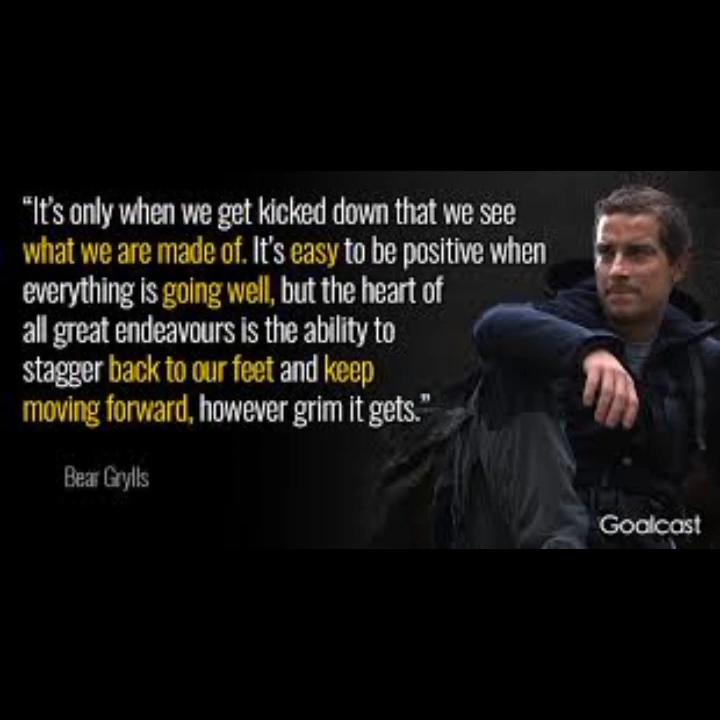 “It's only when we get kicked down that we see
what we are made of. It's easy to be positive when
everything is going well, but the heart of
all great endeavours is the ability to
stagger back to our feet and keep
moving forward, however grim it gets.”
Bear Grylls
Goalcast